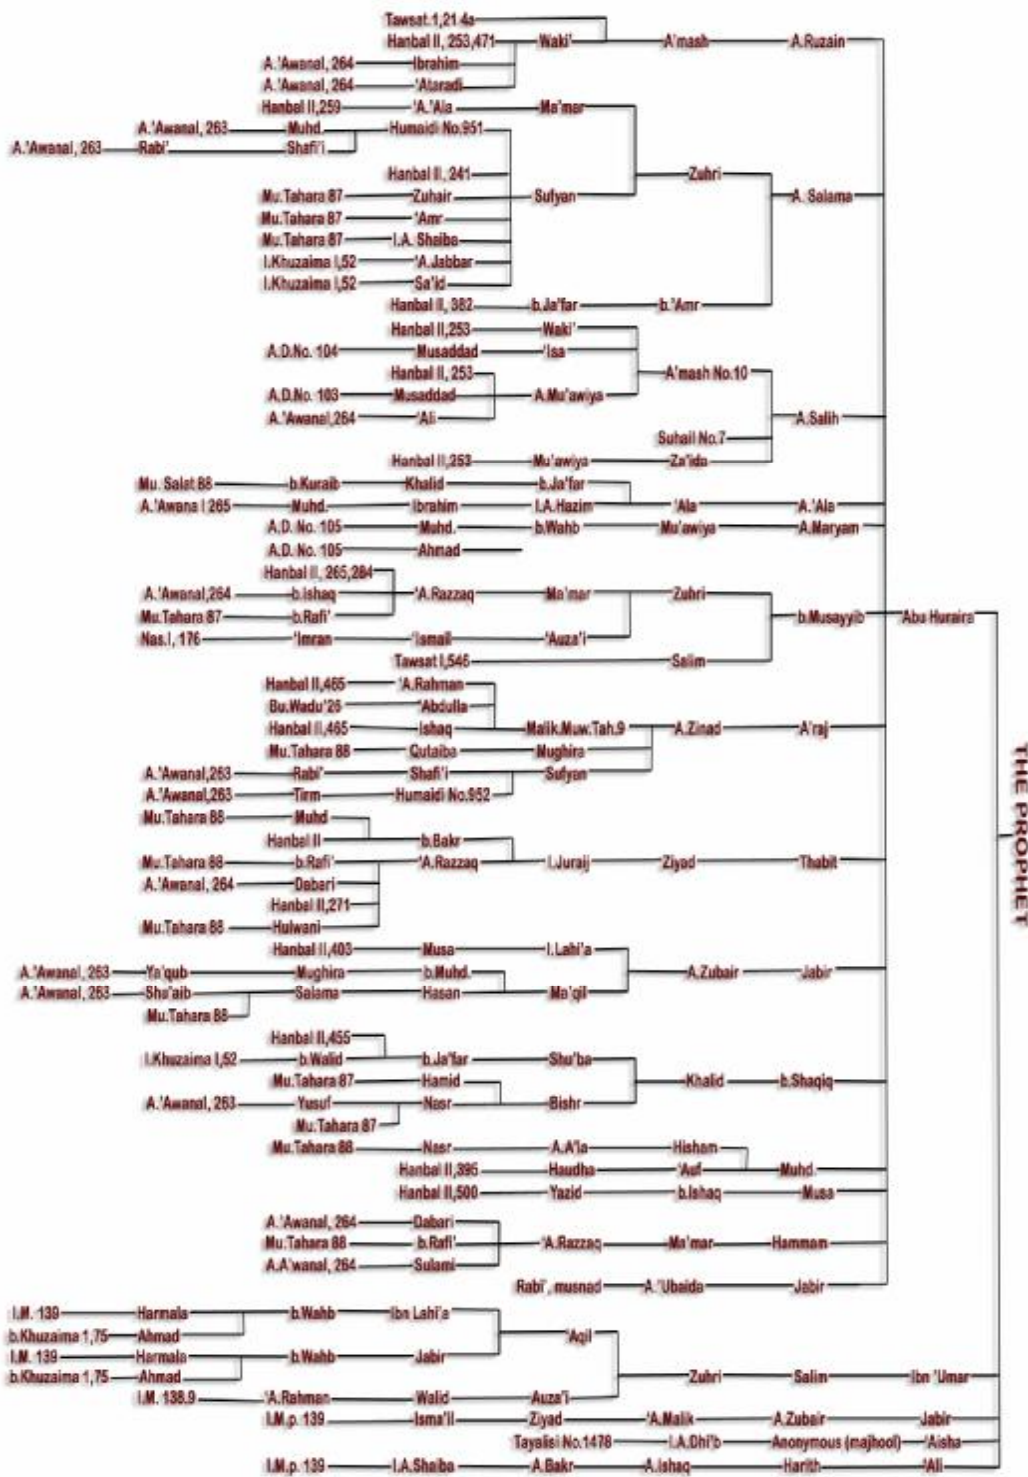 Tawsat.1,21.4a
Hanbal II, 253,471 Waki' A'mash A.Ruzain
A.'Awanal, 264 Ibrahim
A.'Awanal, 264 'Ataradi
Hanbal II,259 'A.'Ala Ma'mar
A.'Awanal, 263 Muhd. Humaidi No.951
A.'Awanal, 263 Rabi' Shafi'i
Hanbal II, 241 Zuhri
Mu.Tahara 87 Zuhair Sufyan A. Salama
Mu.Tahara 87 'Amr
Mu.Tahara 87 I.A. Shaiba
I.Khuzaima I,52 'A.Jabbar
I.Khuzaima I,52 Sa'id
Hanbal II, 382 b.Ja'far b.'Amr
Hanbal II,253 Waki'
A.D.No. 104 Musaddad 'Isa
Hanbal II, 253 A'mash No.10
A.D.No. 103 Musaddad A.Mu'awiya
A.'Awanal,264 'Ali A.Salih
Suhail No.7
Hanbal II,253 Mu'awiya Za'ida
Mu. Salat 88 b.Kuraib Khalid b.Ja'far
A.'Awana I 265 Muhd. Ibrahim I.A.Hazim 'Ala A.'Ala
A.D. No. 105 Muhd. b.Wahb Mu'awiya A.Maryam
A.D. No. 105 Ahmad
Hanbal II, 265,284
A.'Awanal,264 b.Ishaq 'A.Razzaq Ma'mar Zuhri
Mu.Tahara 87 b.Rafi' b.Musayyib Abu Huraira
Nas.I, 176 'Imran 'Ismail 'Auza'i
Tawsat I,546 Salim
Hanbal II,465 'A.Rahman
Bu.Wadu'26 'Abdulla
Hanbal II,465 Ishaq Malik.Muw.Tah.9 A.Zinad A'raj
Mu.Tahara 88 Qutaiba Mughira
A.'Awanal,263 Rabi' Shafi'i Sufyan
A.'Awanal,263 Tirm Humaidi No.952
THE PROPHET
Mu.Tahara 88 Muhd
Hanbal II b.Bakr
Mu.Tahara 88 b.Rafi' 'A.Razzaq I.Juraij Ziyad Thabit
A.'Awanal, 264 Dabari
Hanbal II,271
Mu.Tahara 88 Hulwani
Hanbal II,403 Musa I.Lahi'a
A.'Awanal, 263 Ya'qub Mughira b.Muhd. A.Zubair Jabir
A.'Awanal, 263 Shu'aib Salama Hasan Ma'qil
Mu.Tahara 88
Hanbal II,455
I.Khuzaima I,52 b.Walid b.Ja'far Shu'ba
Mu.Tahara 87 Hamid Khalid b.Shaqiq
A.'Awanal, 263 Yusuf Nasr Bishr
Mu.Tahara 87
Mu.Tahara 88 Nasr A.A'la Hisham
Hanbal II,395 Haudha 'Auf Muhd.
Hanbal II,500 Yazid b.Ishaq Musa
A.'Awanal, 264 Dabari
Mu.Tahara 88 b.Rafi' 'A.Razzaq Ma'mar Hammam
A.A'wanal, 264 Sulami
Rabi', musnad A.'Ubaida Jabir
I.M. 139 Harmala b.Wahb Ibn Lahi'a
b.Khuzaima 1,75 Ahmad 'Aqil
I.M. 139 Harmala b.Wahb Jabir
b.Khuzaima 1,75 Ahmad Zuhri Salim Ibn 'Umar
I.M. 138.9 'A.Rahman Walid Auza'i
I.M.p. 139 Isma'il Ziyad 'A.Malik A.Zubair Jabir
Tayalisi No.1478 I.A.Dhi'b Anonymous (majhool) 'Aisha
I.M.p. 139 I.A.Shaiba A.Bakr A.Ishaq Harith 'Ali